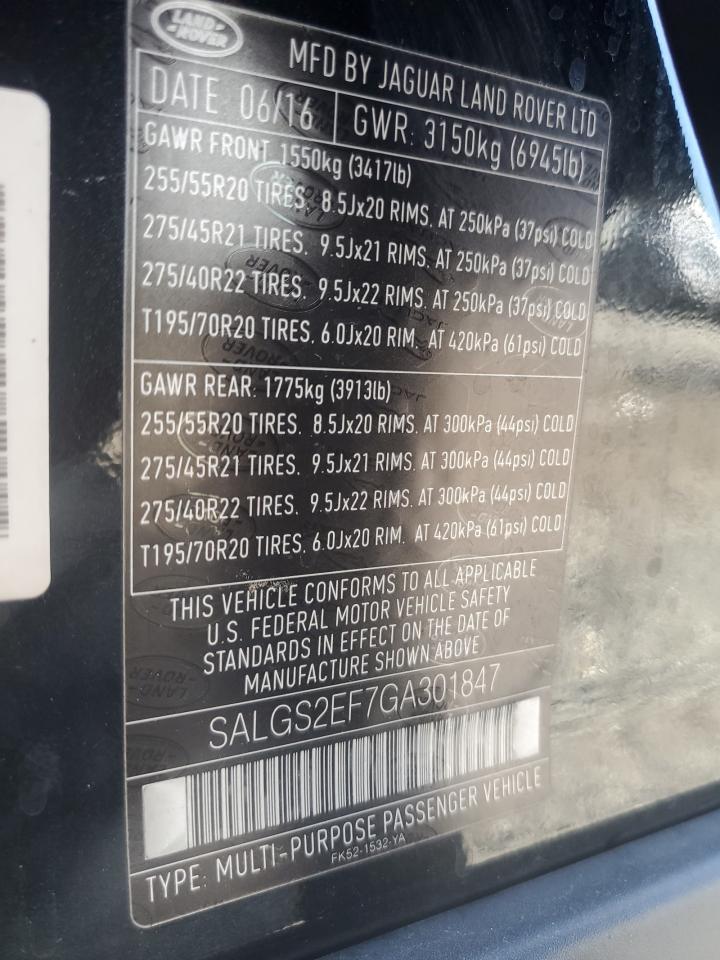 LAND
ROVER
MFD BY JAGUAR LAND ROVER LTD
DATE 06/16 GWR: 3150kg (6945lb)
GAWR FRONT 1550kg (3417lb)
255/55R20 TIRES. 8.5Jx20 RIMS. AT 250kPa (37psi) COLD
275/45R21 TIRES. 9.5Jx21 RIMS. AT 250kPa (37psi) COLD
275/40R22 TIRES. 9.5Jx22 RIMS. AT 250kPa (37psi) COLD
T195/70R20 TIRES. 6.0Jx20 RIM. AT 420kPa (61psi) COLD
GAWR REAR: 1775kg (3913lb)
255/55R20 TIRES. 8.5Jx20 RIMS. AT 300kPa (44psi) COLD
275/45R21 TIRES. 9.5Jx21 RIMS. AT 300kPa (44psi) COLD
275/40R22 TIRES. 9.5Jx22 RIMS. AT 300kPa (44psi) COLD
T195/70R20 TIRES. 6.0Jx20 RIM. AT 420kPa (61psi) COLD
THIS VEHICLE CONFORMS TO ALL APPLICABLE
U.S. FEDERAL MOTOR VEHICLE SAFETY
STANDARDS IN EFFECT ON THE DATE OF
MANUFACTURE SHOWN ABOVE
SALGS2EF7GA301847
TYPE: MULTI-PURPOSE PASSENGER VEHICLE
FK52-1532-YA